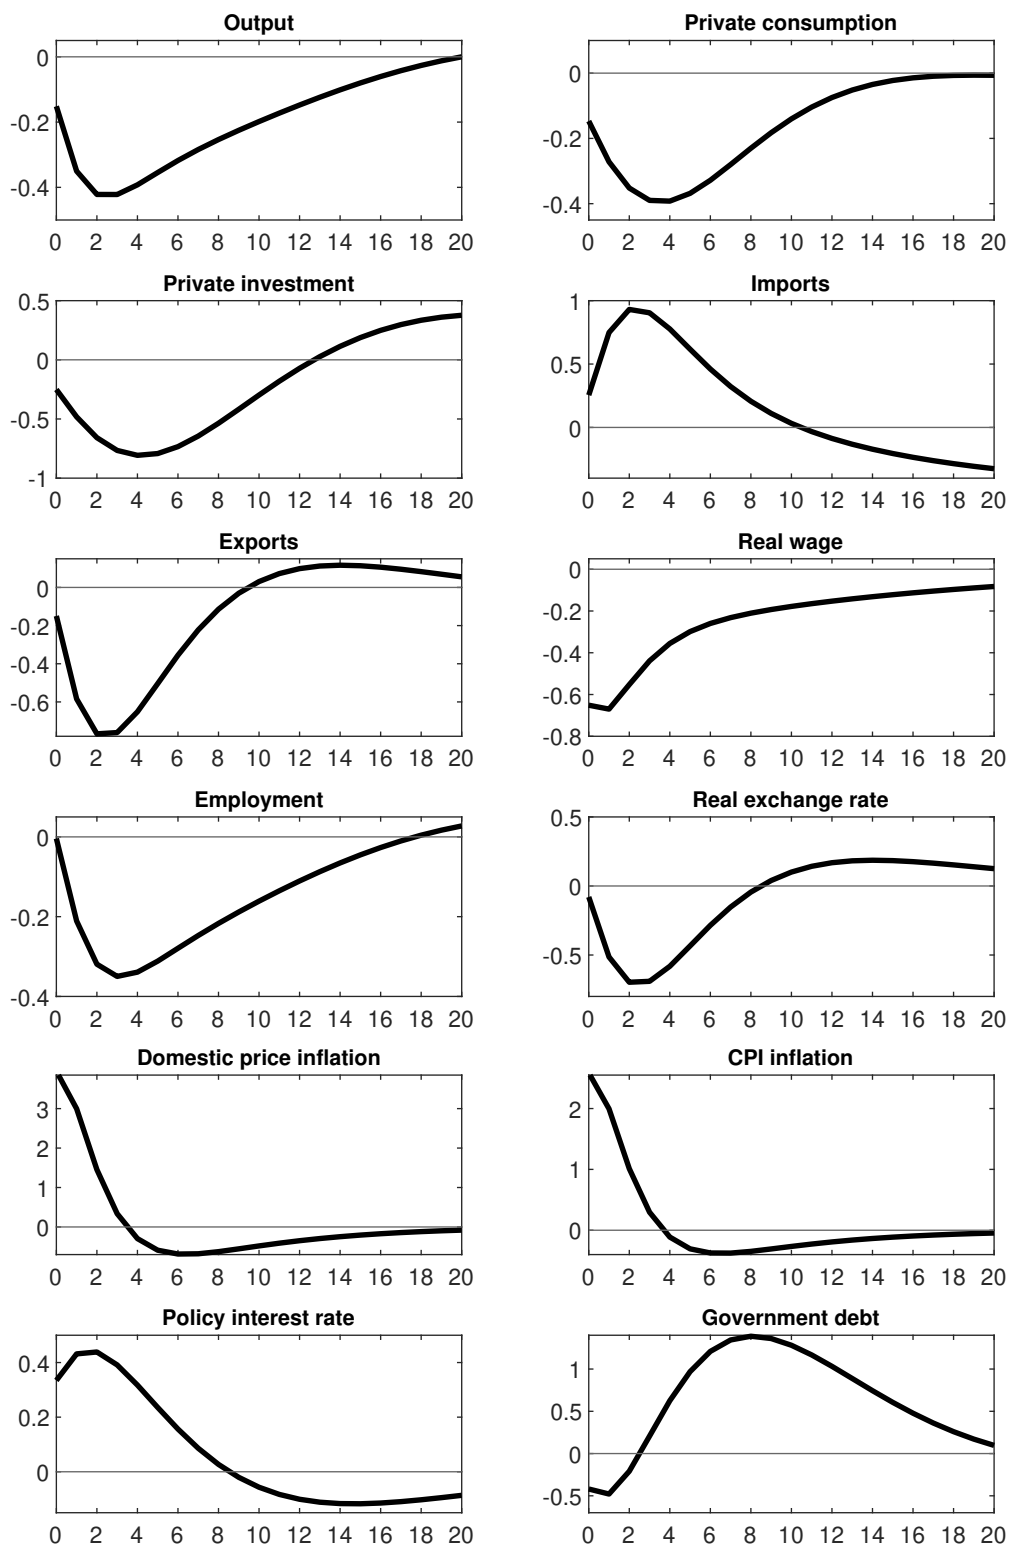 Output
0
-0.2
-0.4
0 2 4 6 8 10 12 14 16 18 20
Private consumption
0
-0.2
-0.4
0 2 4 6 8 10 12 14 16 18 20
Private investment
0.5
0
-0.5
-1
0 2 4 6 8 10 12 14 16 18 20
Imports
1
0.5
0
0 2 4 6 8 10 12 14 16 18 20
Exports
0
-0.2
-0.4
-0.6
0 2 4 6 8 10 12 14 16 18 20
Real wage
0
-0.2
-0.4
-0.6
-0.8
0 2 4 6 8 10 12 14 16 18 20
Employment
0
-0.2
-0.4
0 2 4 6 8 10 12 14 16 18 20
Real exchange rate
0.5
0
-0.5
0 2 4 6 8 10 12 14 16 18 20
Domestic price inflation
3
2
1
0
0 2 4 6 8 10 12 14 16 18 20
CPI inflation
2
1
0
0 2 4 6 8 10 12 14 16 18 20
Policy interest rate
0.4
0.2
0
0 2 4 6 8 10 12 14 16 18 20
Government debt
1
0.5
0
-0.5
0 2 4 6 8 10 12 14 16 18 20